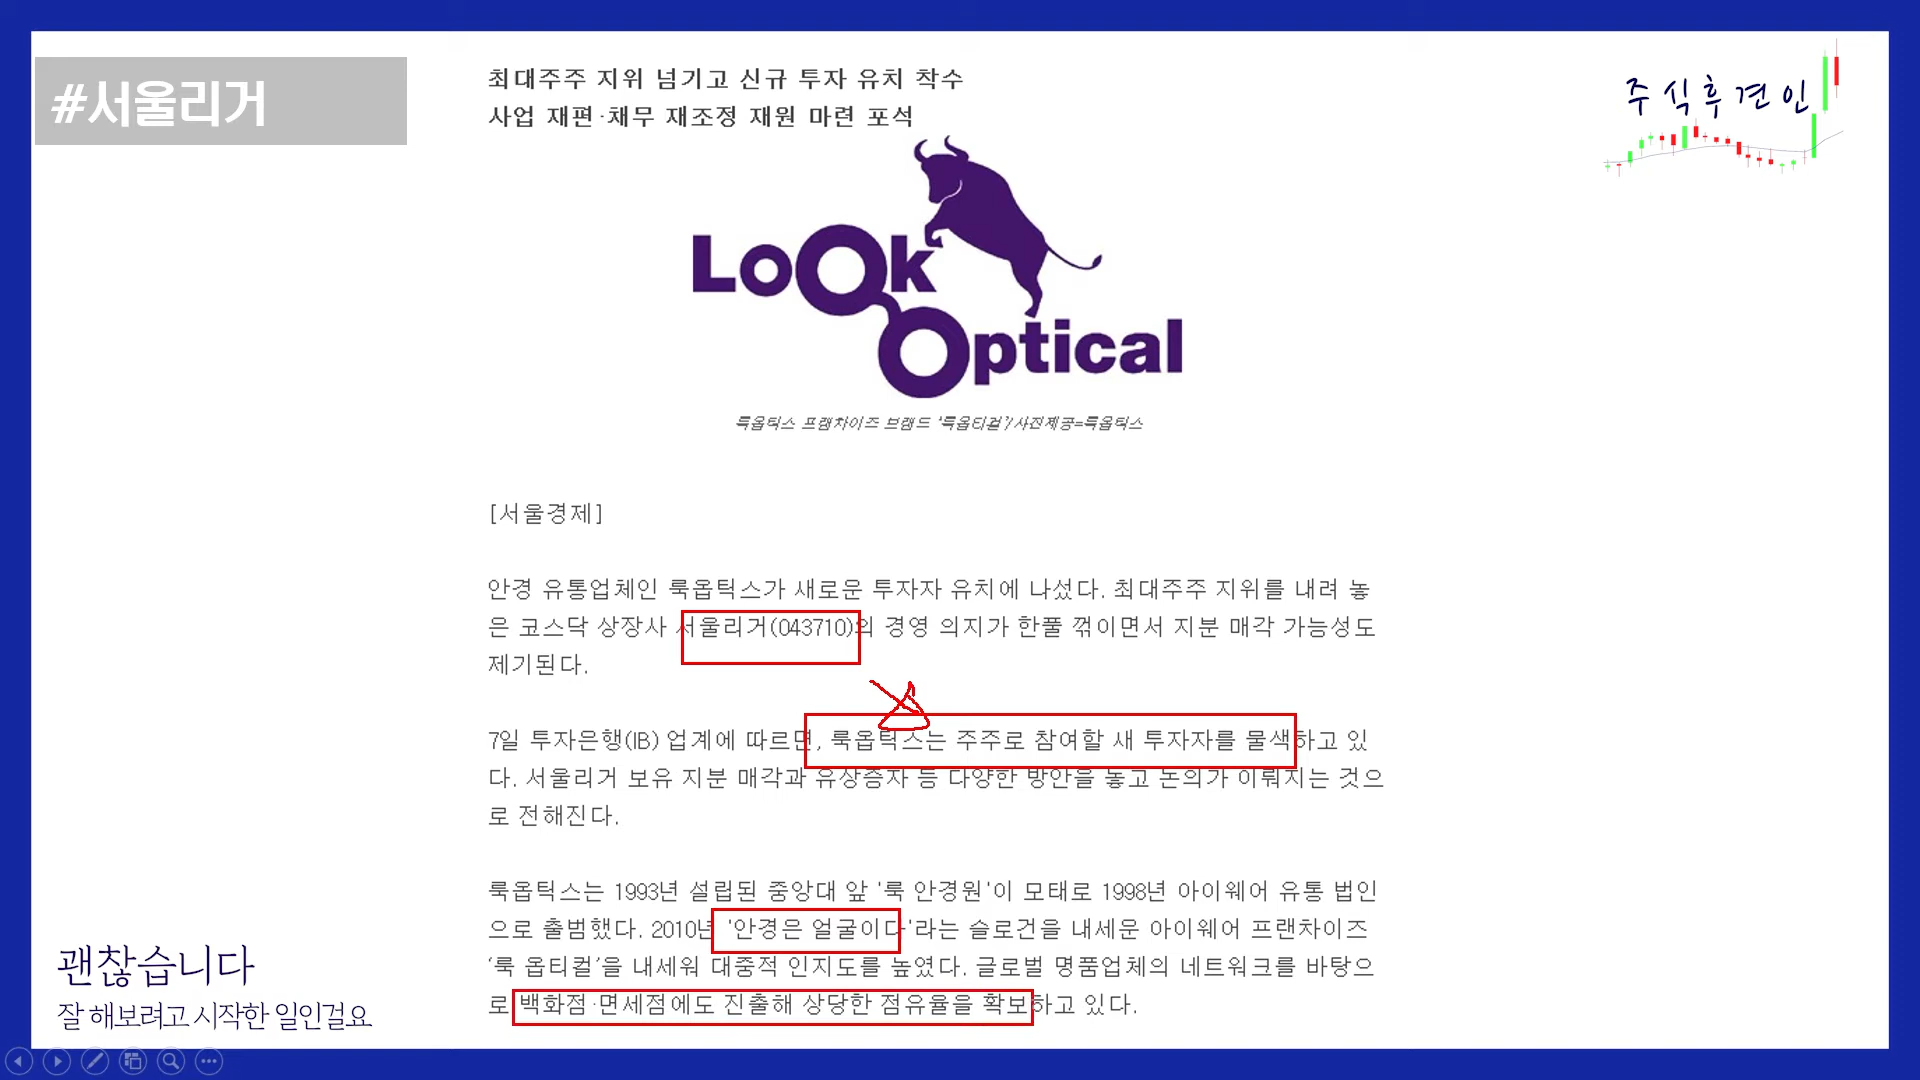 #서울리거
최대주주 지위 넘기고 신규 투자 유치 착수
사업 재편·채무 재조정 재원 마련 포석
주식후견인
Look
Optical
룩옵틱스 프랜차이즈 브랜드 '룩옵티컬'/사진제공=룩옵틱스
[서울경제]
안경 유통업체인 룩옵틱스가 새로운 투자자 유치에 나섰다. 최대주주 지위를 내려 놓
은 코스닥 상장사 서울리거(043710)의 경영 의지가 한풀 꺾이면서 지분 매각 가능성도
제기된다.
7일 투자은행(IB) 업계에 따르면, 룩옵틱스는 주주로 참여할 새 투자자를 물색하고 있
다. 서울리거 보유 지분 매각과 유상증자 등 다양한 방안을 놓고 논의가 이뤄지는 것으
로 전해진다.
룩옵틱스는 1993년 설립된 중앙대 앞 '룩 안경원'이 모태로 1998년 아이웨어 유통 법인
으로 출범했다. 2010년 '안경은 얼굴이다'라는 슬로건을 내세운 아이웨어 프랜차이즈
‘룩 옵티컬’을 내세워 대중적 인지도를 높였다. 글로벌 명품업체의 네트워크를 바탕으
로 백화점·면세점에도 진출해 상당한 점유율을 확보하고 있다.
괜찮습니다
잘 해보려고 시작한 일인걸요